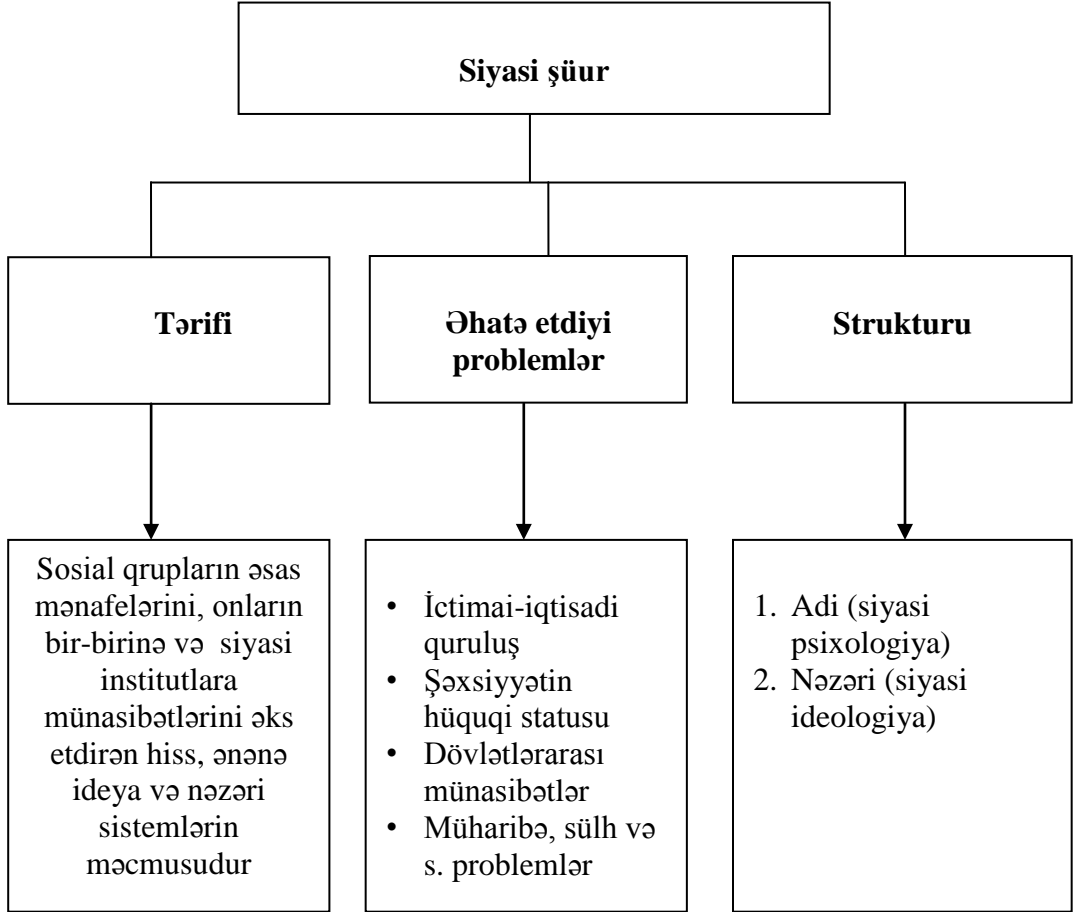 Siyasi şüur
Tərifi
Əhatə etdiyi
problemlər
Strukturu
Sosial qrupların əsas
mənafelərini, onların
bir-birinə və siyasi
institutlara
münasibətlərini əks
etdirən hiss, ənənə
ideya və nəzəri
sistemlərin
məcmusudur
• İctimai-iqtisadi
quruluş
• Şəxsiyyətin
hüquqi statusu
• Dövlətlərarası
münasibətlər
• Müharibə, sülh və
s. problemlər
1. Adi (siyasi
psixologiya)
2. Nəzəri (siyasi
ideologiya)